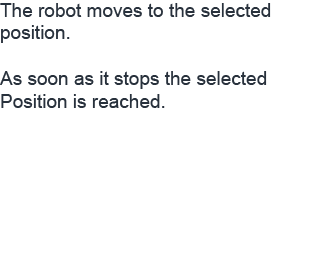 The robot moves to the selected
position.
As soon as it stops the selected
Position is reached.